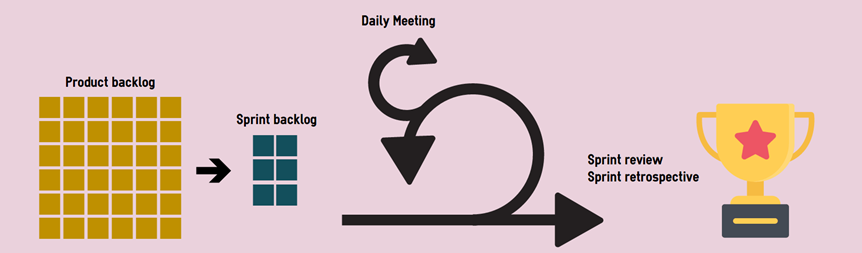 Daily Meeting
Product backlog
Sprint backlog
Sprint review
Sprint retrospective